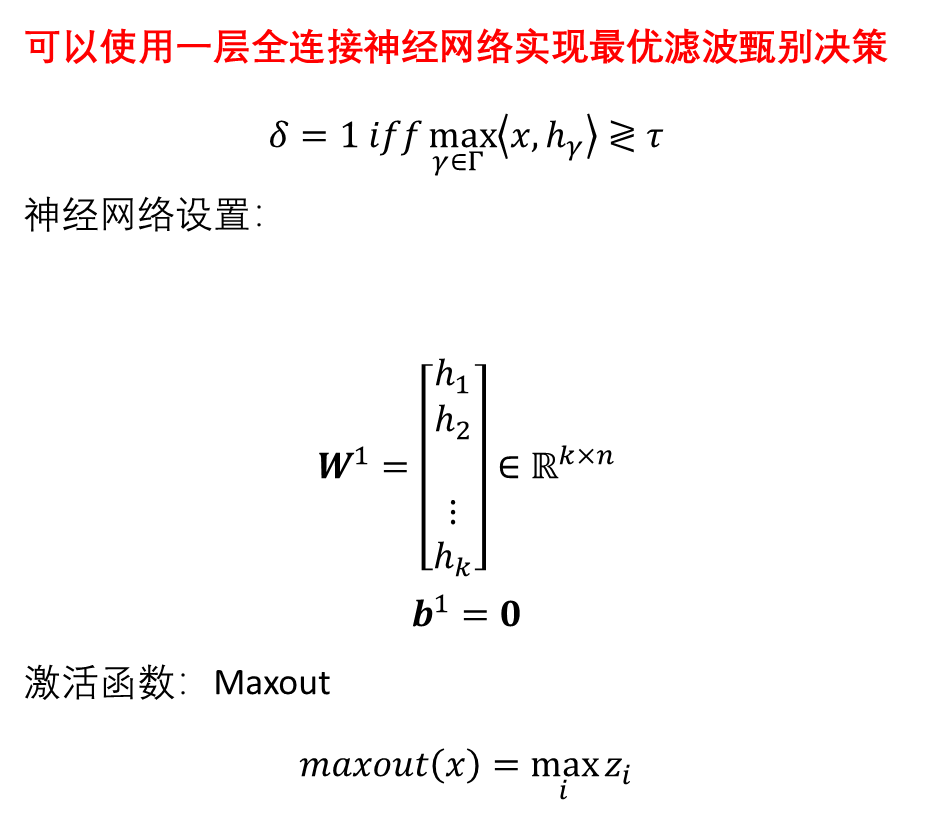 可以使用一层全连接神经网络实现最优滤波甄别决策
δ = 1 iff max_{γ∈Γ}⟨x, h_γ⟩ ≷ τ
神经网络设置：
W¹ = [h₁ h₂ ⋮ h_k] ∈ ℝ^{k×n}
b¹ = 0
激活函数：Maxout
maxout(x) = max_i z_i